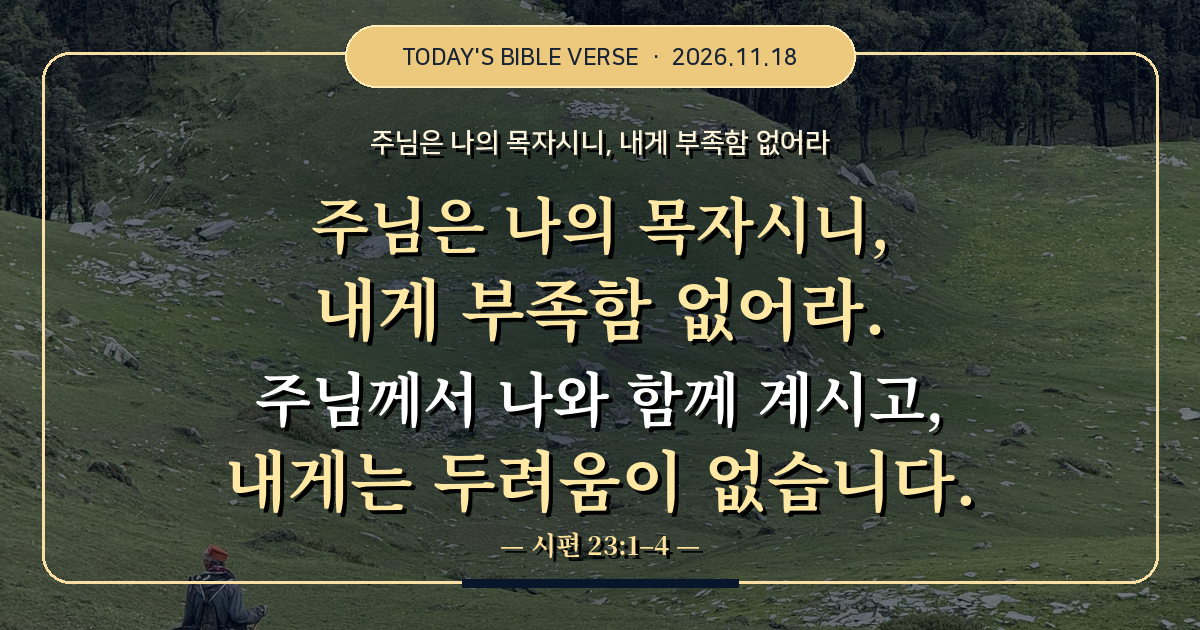 TODAY'S BIBLE VERSE · 2026.11.18
주님은 나의 목자시니, 내게 부족함 없어라
주님은 나의 목자시니,
내게 부족함 없어라.
주님께서 나와 함께 계시고,
내게는 두려움이 없습니다.
— 시편 23:1–4 —